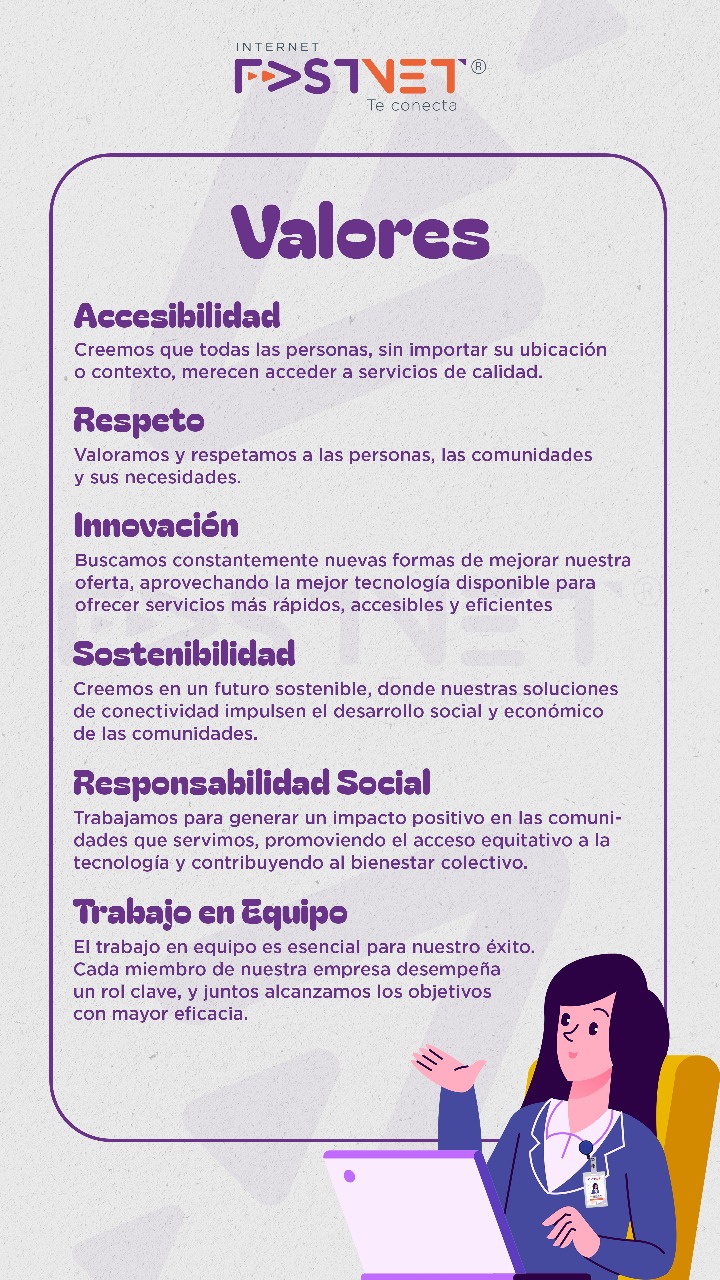 INTERNET
FASTNET®
Te conecta
Valores
Accesibilidad
Creemos que todas las personas, sin importar su ubicación
o contexto, merecen acceder a servicios de calidad.
Respeto
Valoramos y respetamos a las personas, las comunidades
y sus necesidades.
Innovación
Buscamos constantemente nuevas formas de mejorar nuestra
oferta, aprovechando la mejor tecnología disponible para
ofrecer servicios más rápidos, accesibles y eficientes
Sostenibilidad
Creemos en un futuro sostenible, donde nuestras soluciones
de conectividad impulsen el desarrollo social y económico
de las comunidades.
Responsabilidad Social
Trabajamos para generar un impacto positivo en las comuni-
dades que servimos, promoviendo el acceso equitativo a la
tecnología y contribuyendo al bienestar colectivo.
Trabajo en Equipo
El trabajo en equipo es esencial para nuestro éxito.
Cada miembro de nuestra empresa desempeña
un rol clave, y juntos alcanzamos los objetivos
con mayor eficacia.